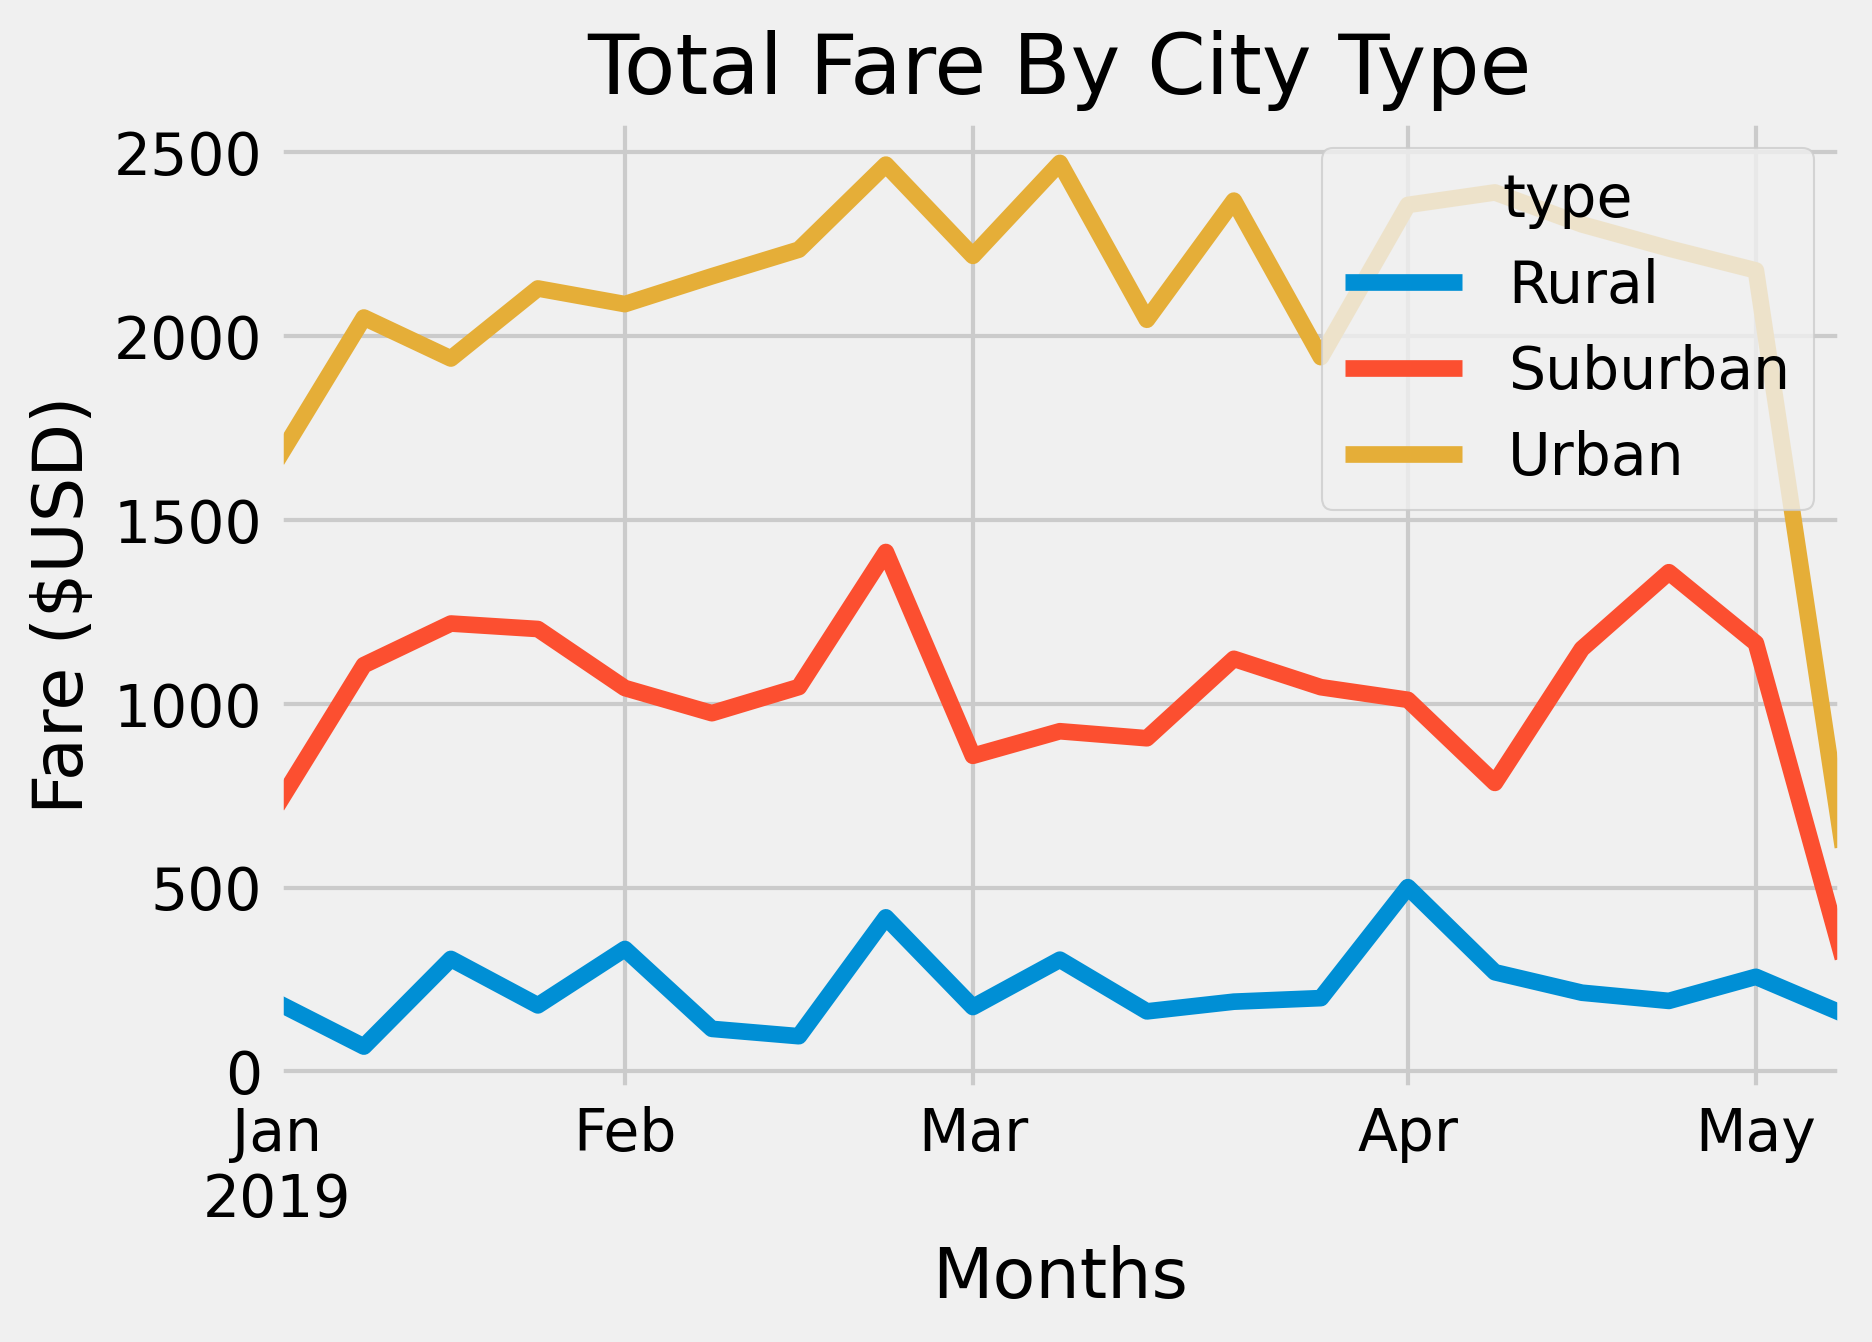 Total Fare By City Type
Fare ($USD)
2500
2000
1500
1000
500
0
type
Rural
Suburban
Urban
Jan Feb Mar Apr May
2019
Months